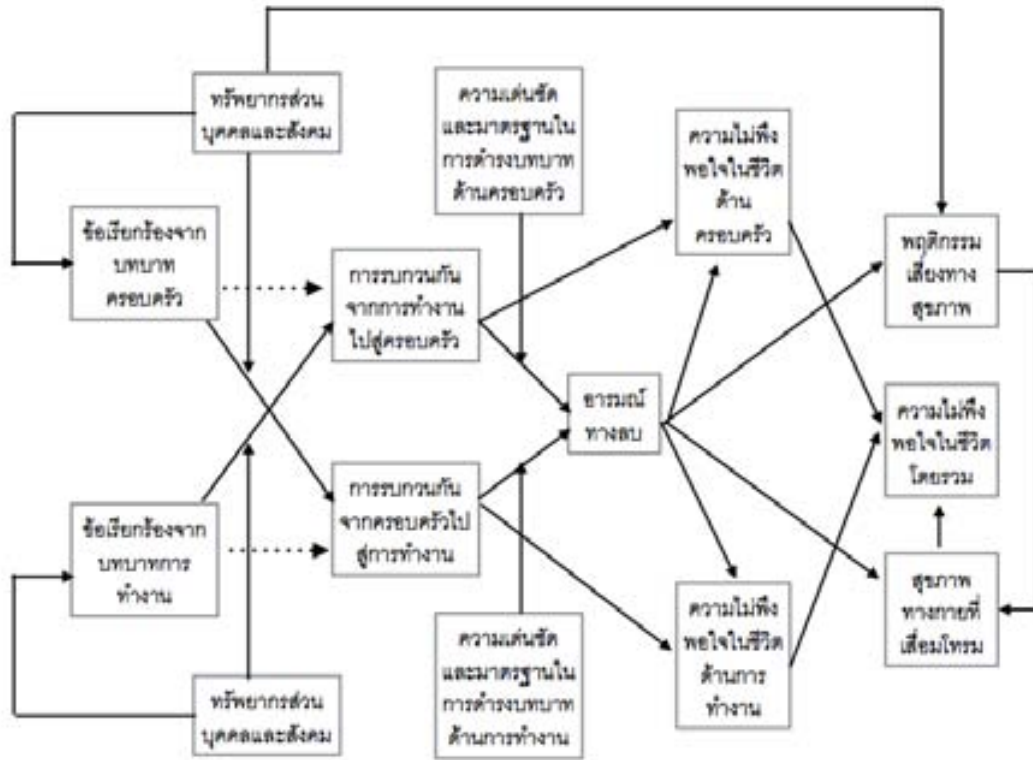 ทรัพยากรส่วน
บุคคลและสังคม
ความเด่นชัด
และมาตรฐานใน
การดำรงบทบาท
ด้านครอบครัว
ความไม่พึง
พอใจในชีวิต
ด้าน
ครอบครัว
ข้อเรียกร้องจาก
บทบาท
ครอบครัว
การรบกวนกัน
จากการทำงาน
ไปสู่ครอบครัว
พฤติกรรม
เสี่ยงทาง
สุขภาพ
อารมณ์
ทางลบ
ความไม่พึง
พอใจในชีวิต
โดยรวม
ข้อเรียกร้องจาก
บทบาทการ
ทำงาน
การรบกวนกัน
จากครอบครัวไป
สู่การทำงาน
สุขภาพ
ทางกายที่
เสื่อมโทรม
ความไม่พึง
พอใจในชีวิต
ด้านการ
ทำงาน
ความเด่นชัด
และมาตรฐานใน
การดำรงบทบาท
ด้านการทำงาน
ทรัพยากรส่วน
บุคคลและสังคม